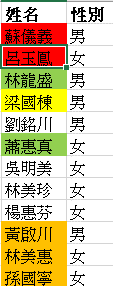 姓名 性別
蘇儀義 男
呂玉鳳 女
林龍盛 男
梁國棟 男
劉銘川 男
蕭惠真 女
吳明美 女
林美珍 女
楊惠芬 女
黃啟川 男
林美惠 女
孫國寧 女